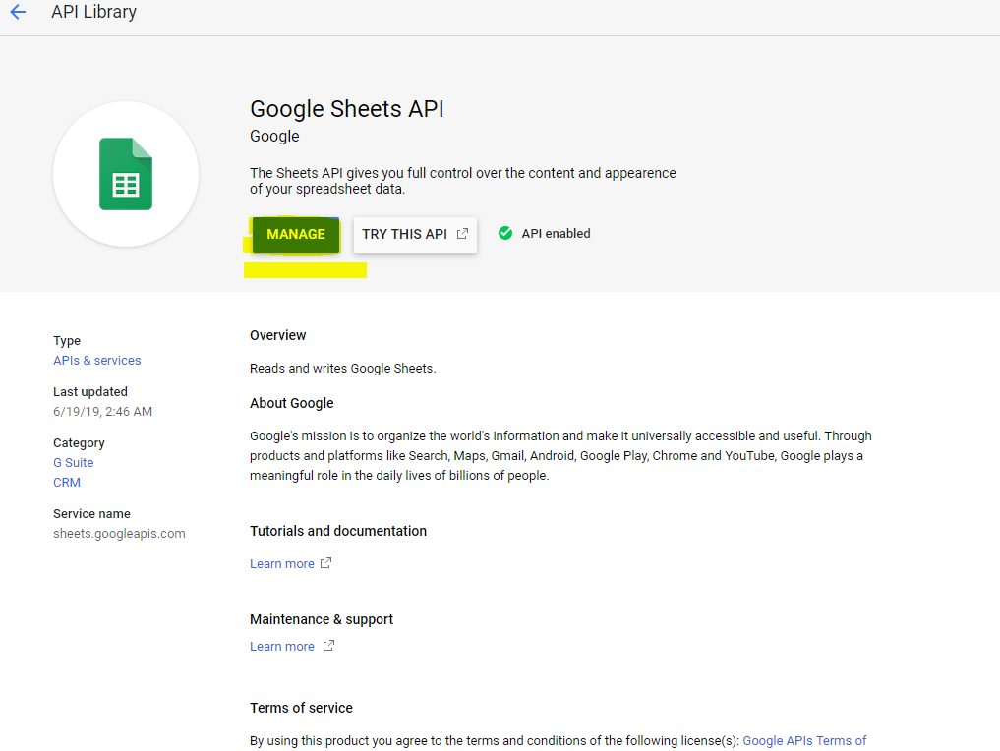 API Library
Google Sheets API
Google
The Sheets API gives you full control over the content and appearence
of your spreadsheet data.
MANAGE
TRY THIS API
API enabled
Type
APIs & services
Last updated
6/19/19, 2:46 AM
Category
G Suite
CRM
Service name
sheets.googleapis.com
Overview
Reads and writes Google Sheets.
About Google
Google's mission is to organize the world's information and make it universally accessible and useful. Through
products and platforms like Search, Maps, Gmail, Android, Google Play, Chrome and YouTube, Google plays a
meaningful role in the daily lives of billions of people.
Tutorials and documentation
Learn more
Maintenance & support
Learn more
Terms of service
By using this product you agree to the terms and conditions of the following license(s): Google APIs Terms of